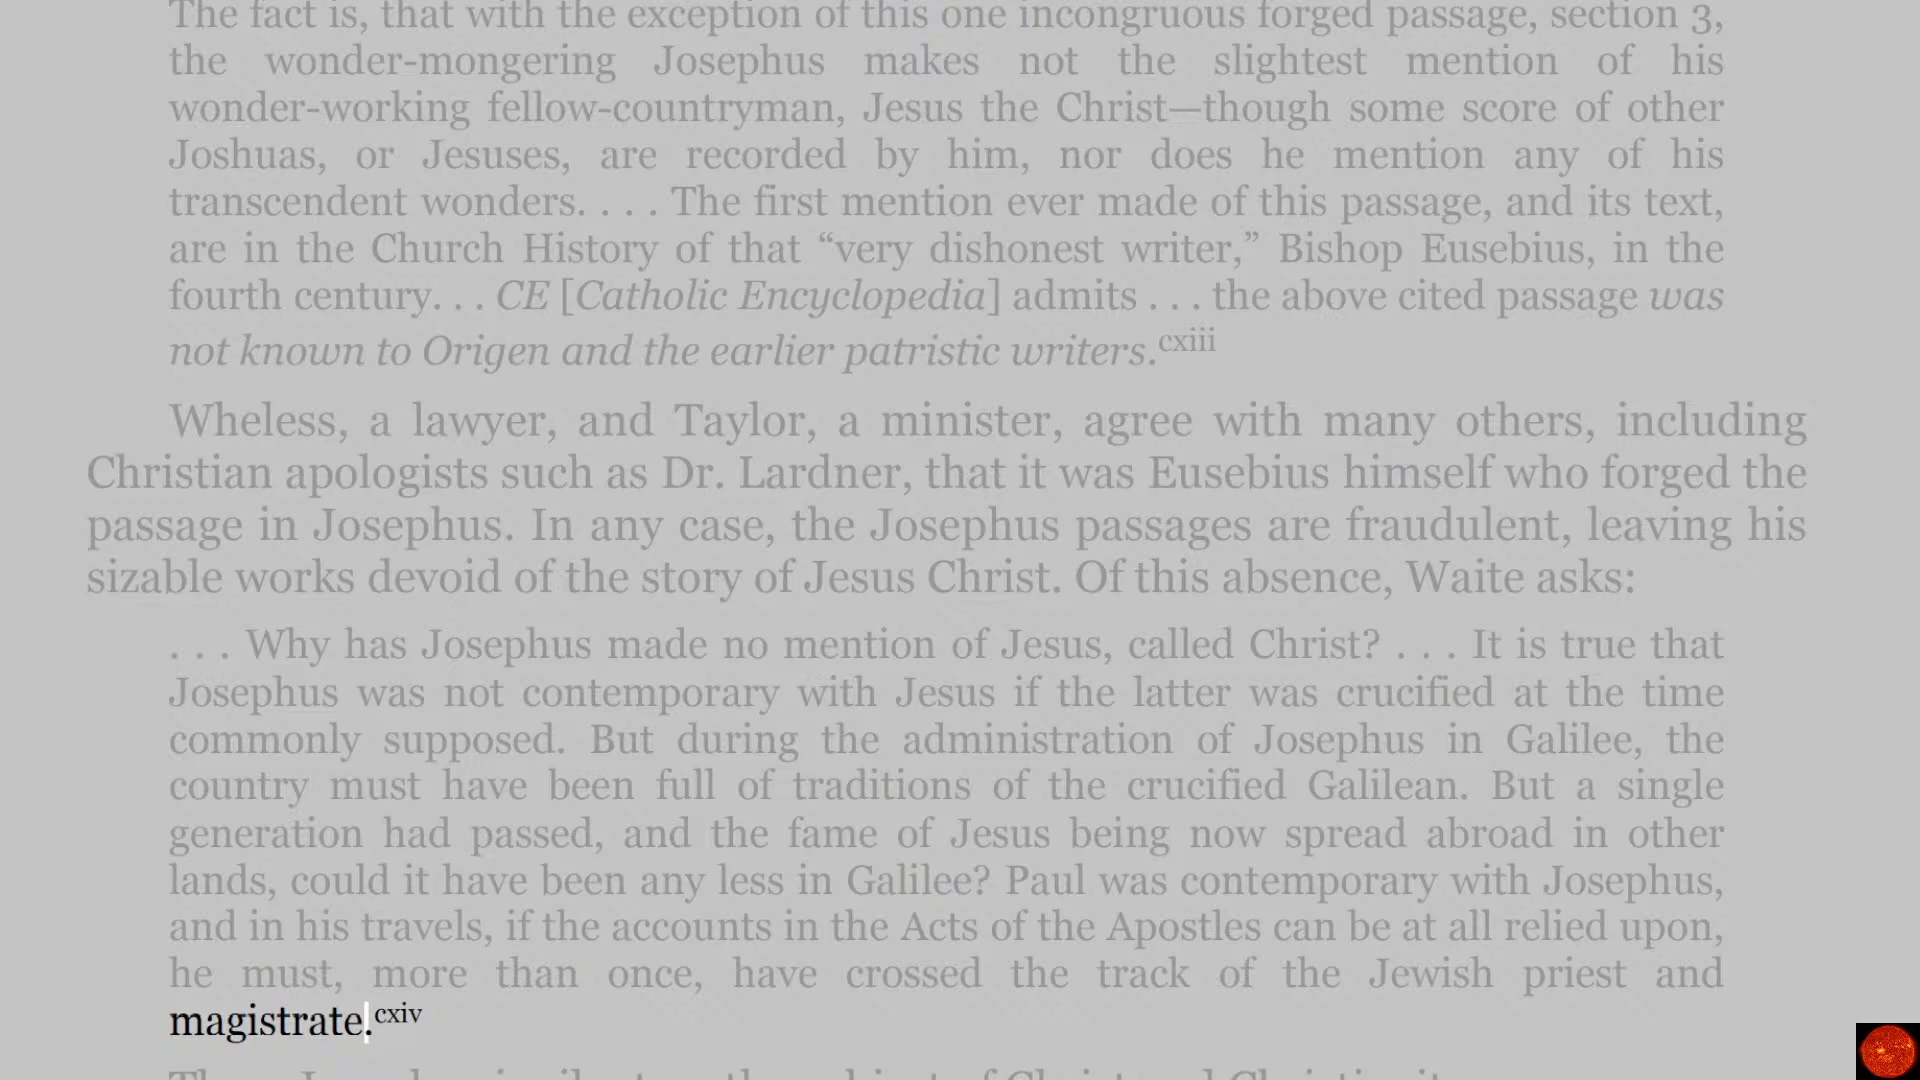 The fact is, that with the exception of this one incongruous forged passage, section 3,
the wonder-mongering Josephus makes not the slightest mention of his
wonder-working fellow-countryman, Jesus the Christ—though some score of other
Joshuas, or Jesuses, are recorded by him, nor does he mention any of his
transcendent wonders. . . . The first mention ever made of this passage, and its text,
are in the Church History of that “very dishonest writer,” Bishop Eusebius, in the
fourth century. . . CE [Catholic Encyclopedia] admits . . . the above cited passage was
not known to Origen and the earlier patristic writers.cxiii
Wheless, a lawyer, and Taylor, a minister, agree with many others, including
Christian apologists such as Dr. Lardner, that it was Eusebius himself who forged the
passage in Josephus. In any case, the Josephus passages are fraudulent, leaving his
sizable works devoid of the story of Jesus Christ. Of this absence, Waite asks:
. . . Why has Josephus made no mention of Jesus, called Christ? . . . It is true that
Josephus was not contemporary with Jesus if the latter was crucified at the time
commonly supposed. But during the administration of Josephus in Galilee, the
country must have been full of traditions of the crucified Galilean. But a single
generation had passed, and the fame of Jesus being now spread abroad in other
lands, could it have been any less in Galilee? Paul was contemporary with Josephus,
and in his travels, if the accounts in the Acts of the Apostles can be at all relied upon,
he must, more than once, have crossed the track of the Jewish priest and
magistrate.cxiv